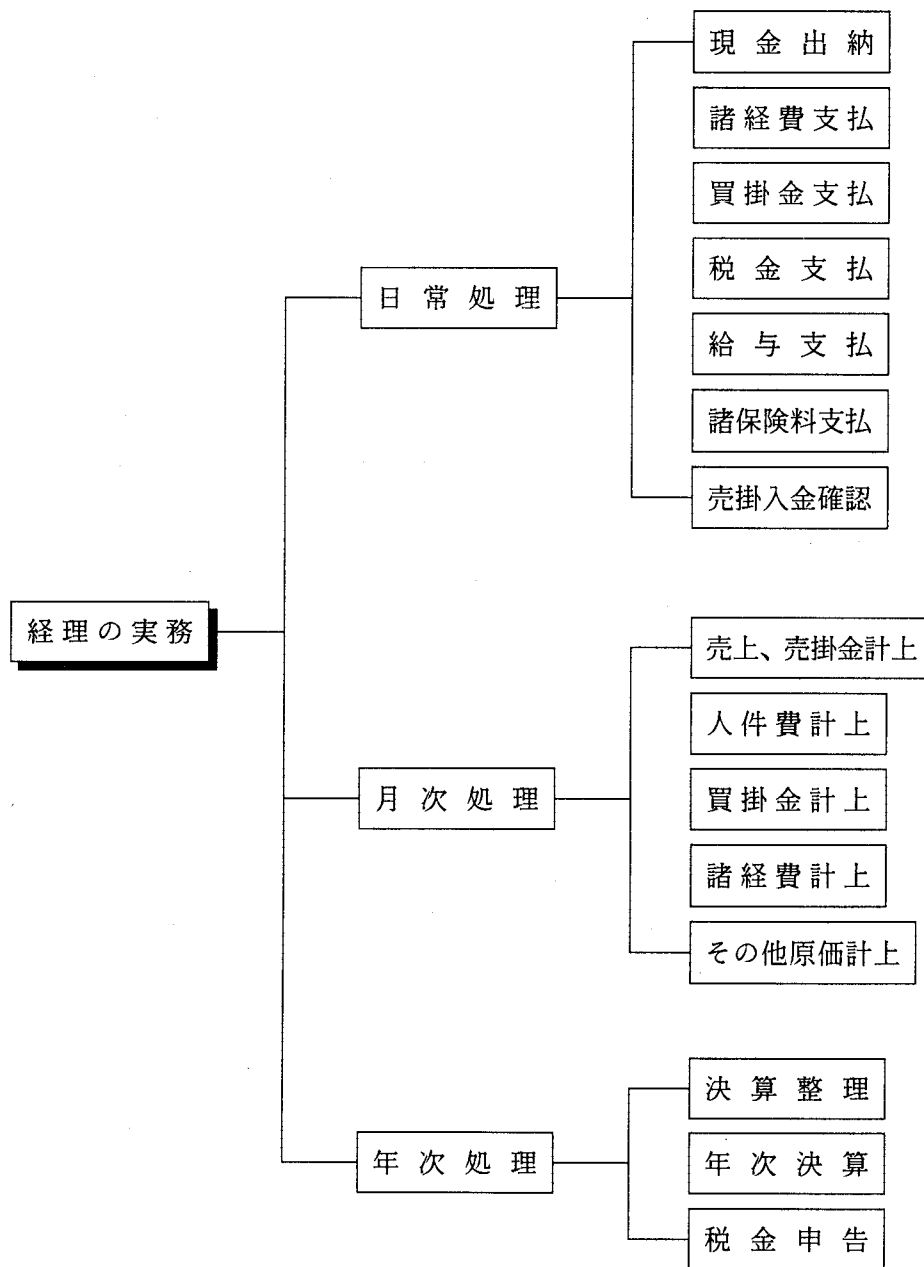 経理の実務
日常処理
現金出納
諸経費支払
買掛金支払
税金支払
給与支払
諸保険料支払
売掛入金確認
月次処理
売上、売掛金計上
人件費計上
買掛金計上
諸経費計上
その他原価計上
年次処理
決算整理
年次決算
税金申告